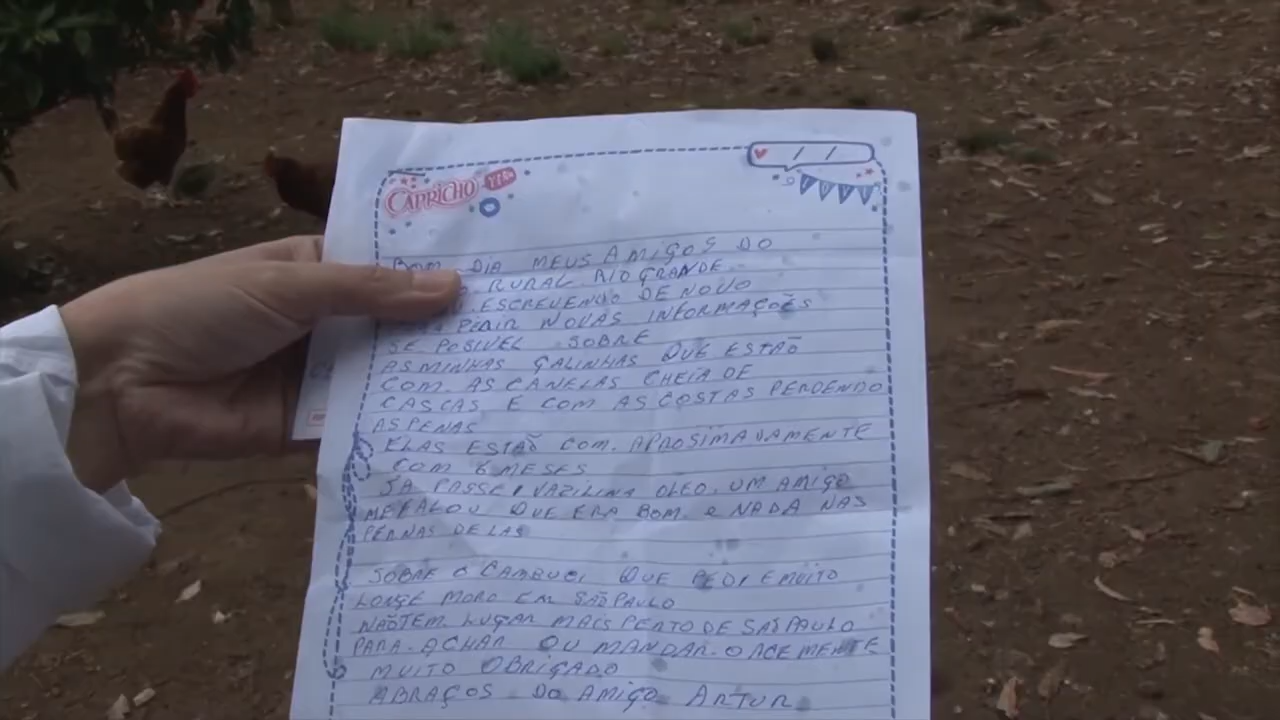 CAPRICHO TEEN
/ /
BOM DIA MEUS AMIGOS DO
RURAL. RIO GRANDE.
ESCREVENDO DE NOVO
PEDIR NOVAS INFORMAÇÕES
SE POSIVEL SOBRE
AS MINHAS GALINHAS QUE ESTÃO
COM. AS CANELAS CHEIA DE
CASCAS E COM AS COSTAS PERDENDO
AS PENAS
ELAS ESTAÕ COM. APROSIMADAMENTE
COM 6 MESES
JA PASSEI VAZILINA OLEO, UM AMIGO
ME FALOU QUE ERA BOM. e NADA NAS
PERNAS DELAS
SOBRE O CAMBUCI QUE PEDI E MUITO
LONGE MORO EM SÃO PAULO
NÃO TEM LUGAR MAIS PERTO DE SAÕ PAULO
PARA. ACHAR OU MANDAR.
MUITO OBRIGADO
ABRAÇOS DO AMIGO ARTUR